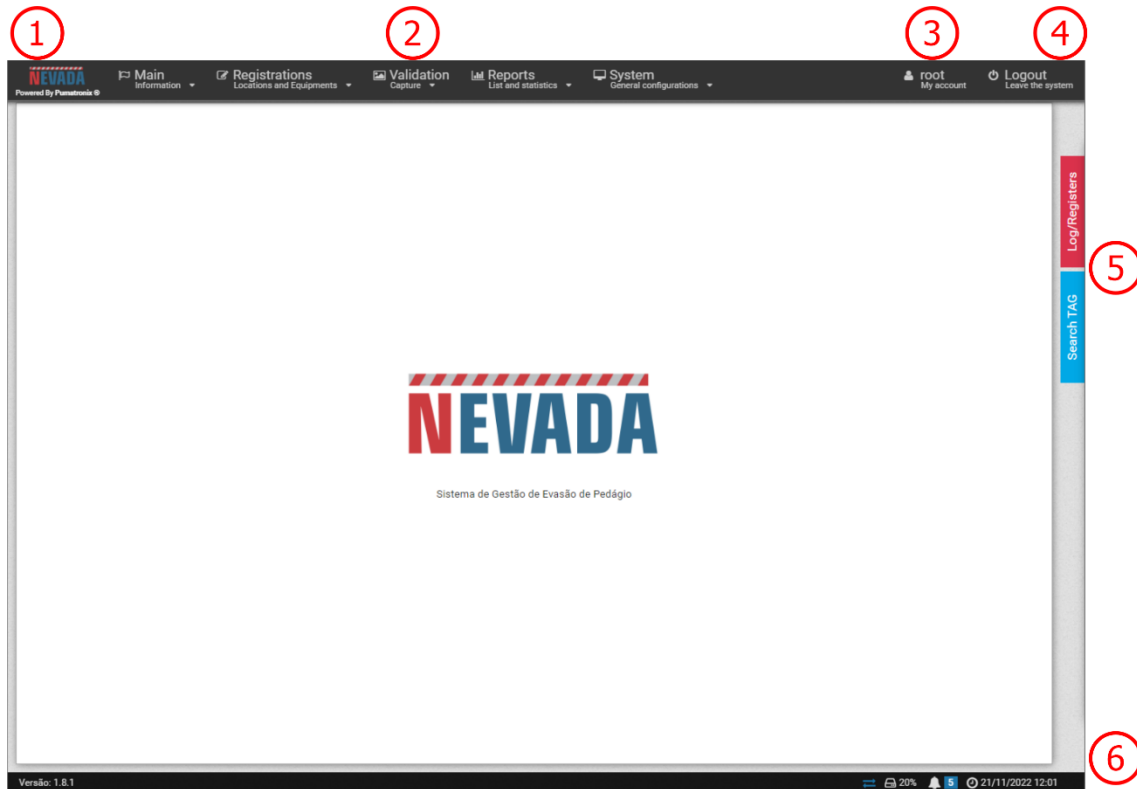 1
2
3
4
NEVADA
Powered By Pumatronix ®
Main
Information
Registrations
Locations and Equipments
Validation
Capture
Reports
List and statistics
System
General configurations
root
My account
Logout
Leave the system
Log/Registers
5
Search TAG
NEVADA
Sistema de Gestão de Evasão de Pedágio
6
Versão: 1.8.1
20%
5
21/11/2022 12:01